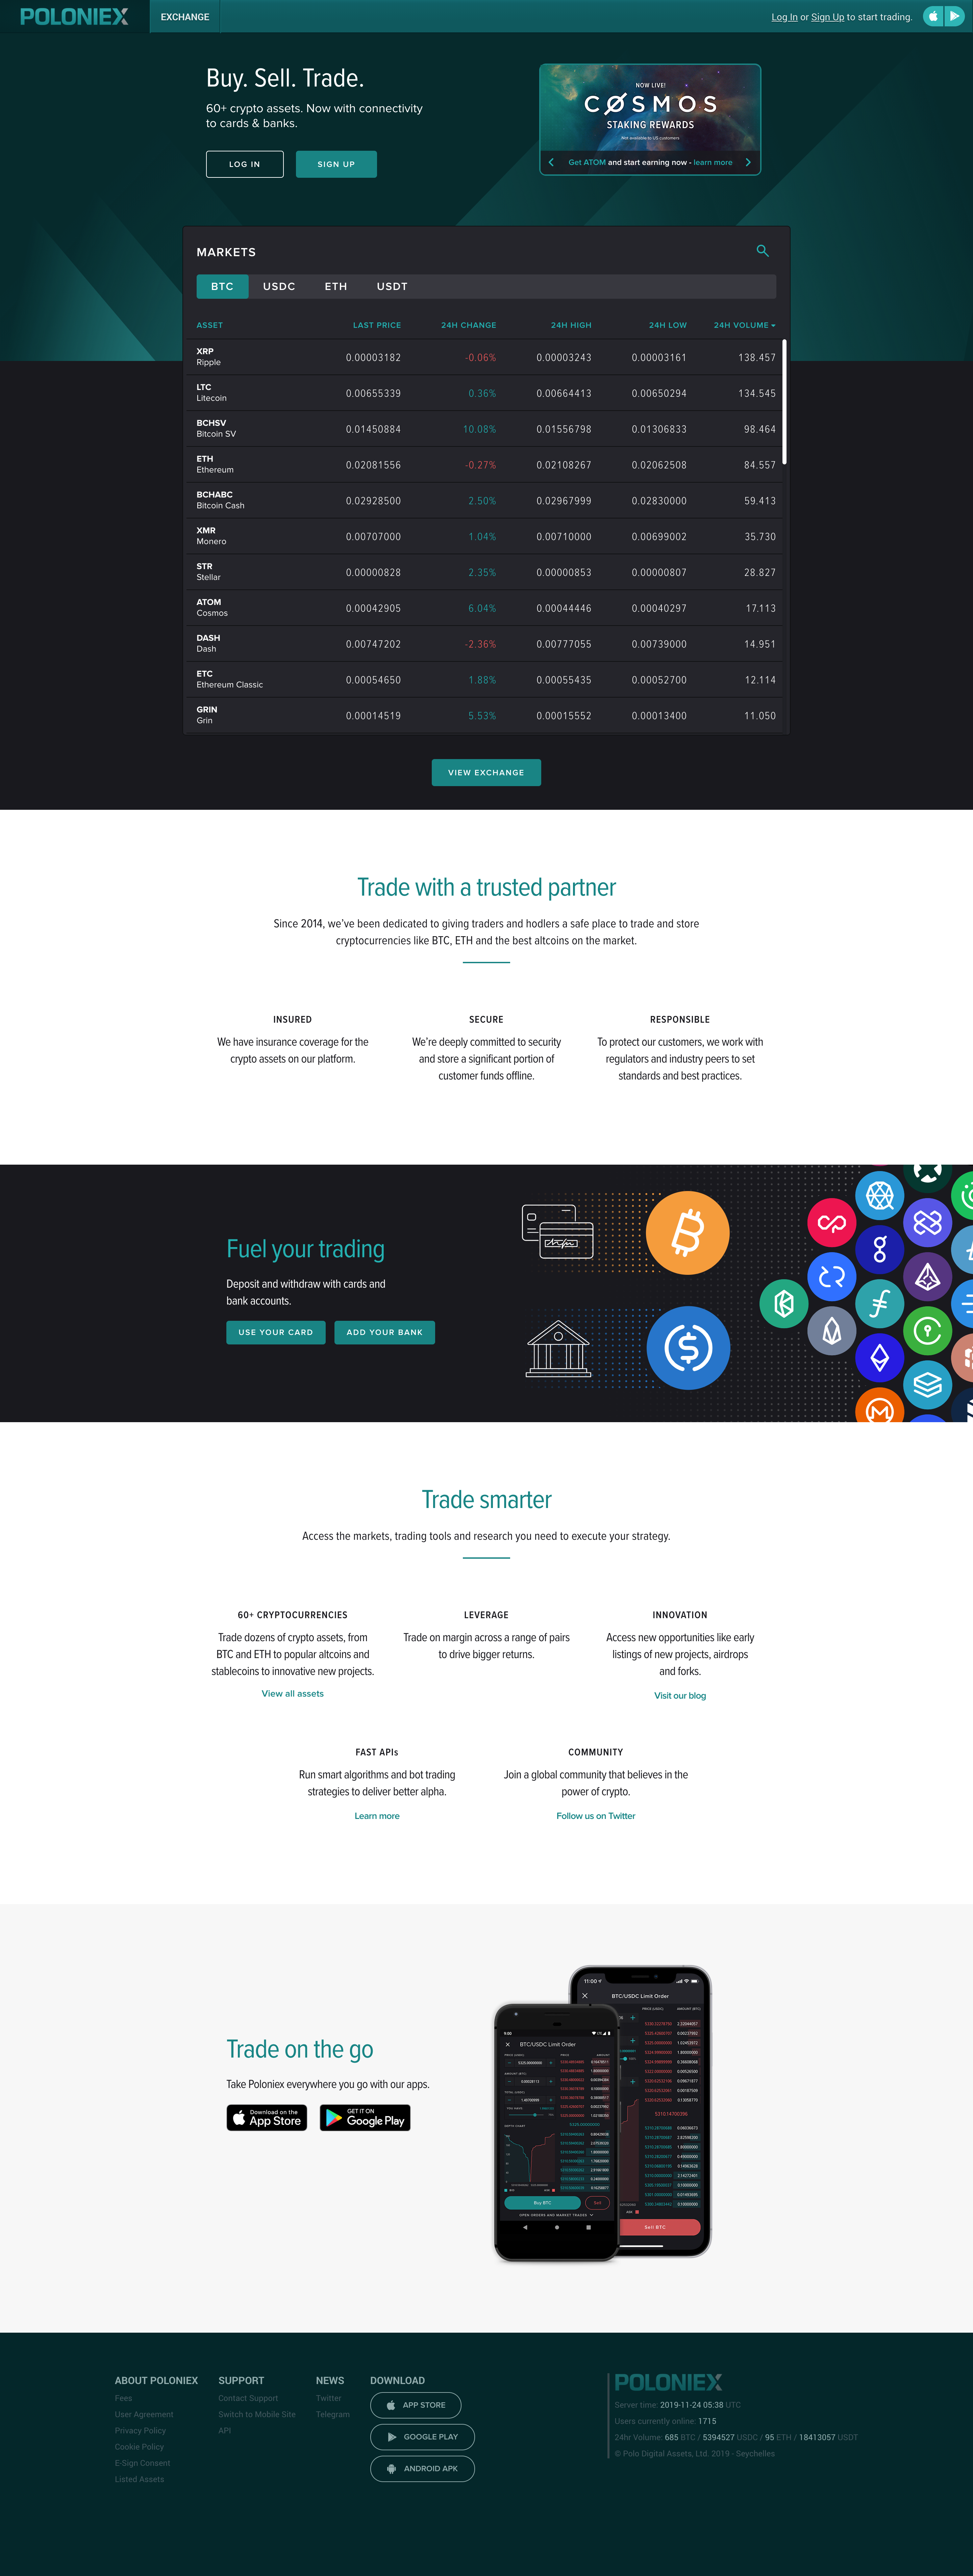 POLONIEX
EXCHANGE
Log In or Sign Up to start trading.
Buy. Sell. Trade.
60+ crypto assets. Now with connectivity
to cards & banks.
LOG IN
SIGN UP
NOW LIVE!
COSMOS
STAKING REWARDS
*Not available to US customers
Get ATOM and start earning now - learn more
MARKETS
BTC USDC ETH USDT
ASSET LAST PRICE 24H CHANGE 24H HIGH 24H LOW 24H VOLUME
XRP
Ripple
0.00003182 -0.06% 0.00003243 0.00003161 138.457
LTC
Litecoin
0.00655339 0.36% 0.00664413 0.00650294 134.545
BCHSV
Bitcoin SV
0.01450884 10.08% 0.01556798 0.01306833 98.464
ETH
Ethereum
0.02081556 -0.27% 0.02108267 0.02062508 84.557
BCHABC
Bitcoin Cash
0.02928500 2.50% 0.02967999 0.02830000 59.413
XMR
Monero
0.00707000 1.04% 0.00710000 0.00699002 35.730
STR
Stellar
0.00000828 2.35% 0.00000853 0.00000807 28.827
ATOM
Cosmos
0.00042905 6.04% 0.00044446 0.00040297 17.113
DASH
Dash
0.00747202 -2.36% 0.00777055 0.00739000 14.951
ETC
Ethereum Classic
0.00054650 1.88% 0.00055435 0.00052700 12.114
GRIN
Grin
0.00014519 5.53% 0.00015552 0.00013400 11.050
VIEW EXCHANGE
Trade with a trusted partner
Since 2014, we've been dedicated to giving traders and hodlers a safe place to trade and store
cryptocurrencies like BTC, ETH and the best altcoins on the market.
INSURED
We have insurance coverage for the
crypto assets on our platform.
SECURE
We're deeply committed to security
and store a significant portion of
customer funds offline.
RESPONSIBLE
To protect our customers, we work with
regulators and industry peers to set
standards and best practices.
Fuel your trading
Deposit and withdraw with cards and
bank accounts.
USE YOUR CARD
ADD YOUR BANK
Trade smarter
Access the markets, trading tools and research you need to execute your strategy.
60+ CRYPTOCURRENCIES
Trade dozens of crypto assets, from
BTC and ETH to popular altcoins and
stablecoins to innovative new projects.
View all assets
LEVERAGE
Trade on margin across a range of pairs
to drive bigger returns.
INNOVATION
Access new opportunities like early
listings of new projects, airdrops
and forks.
Visit our blog
FAST APIs
Run smart algorithms and bot trading
strategies to deliver better alpha.
Learn more
COMMUNITY
Join a global community that believes in the
power of crypto.
Follow us on Twitter
Trade on the go
Take Poloniex everywhere you go with our apps.
Download on the
App Store
GET IT ON
Google Play
11:00
BTC/USDC Limit Order
BTC/USDC Limit Order
Buy BTC
Sell
OPEN ORDERS AND MARKET TRADES
Sell BTC
ABOUT POLONIEX
Fees
User Agreement
Privacy Policy
Cookie Policy
E-Sign Consent
Listed Assets
SUPPORT
Contact Support
Switch to Mobile Site
API
NEWS
Twitter
Telegram
DOWNLOAD
APP STORE
GOOGLE PLAY
ANDROID APK
POLONIEX
Server time: 2019-11-24 05:38 UTC
Users currently online: 1715
24hr Volume: 685 BTC / 5394527 USDC / 95 ETH / 18413057 USDT
© Polo Digital Assets, Ltd. 2019 - Seychelles